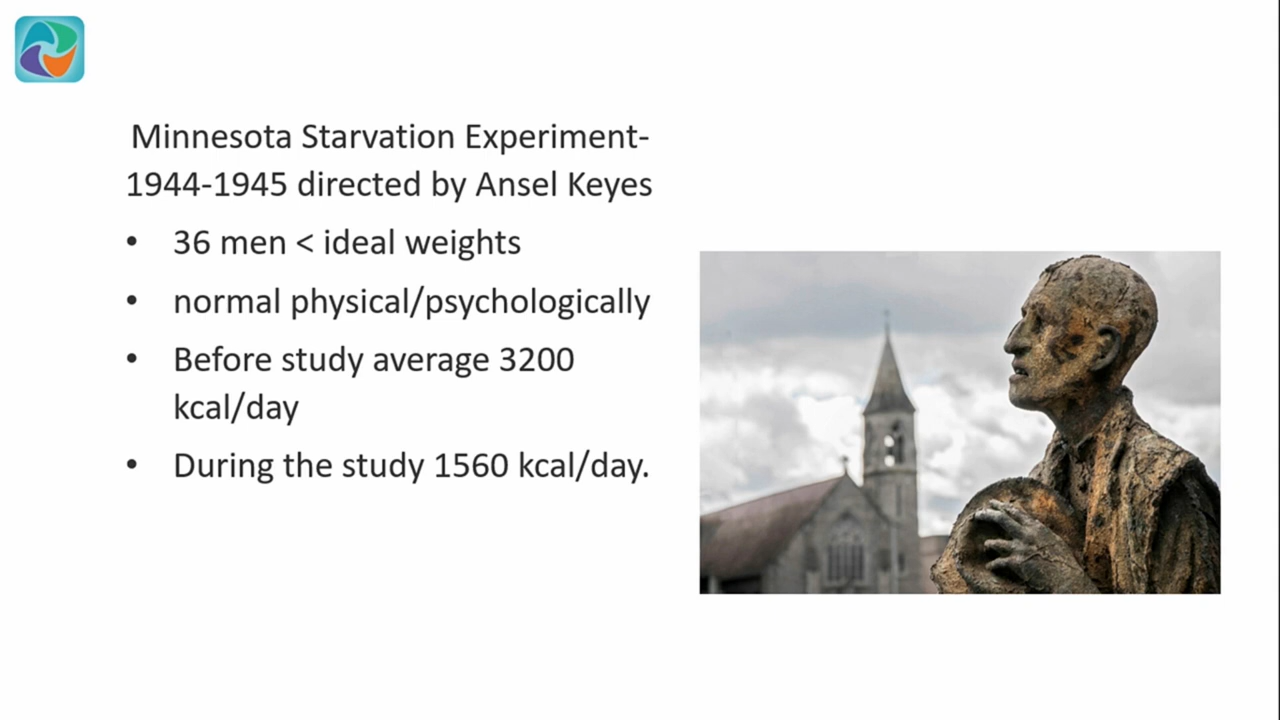 Minnesota Starvation Experiment-
1944-1945 directed by Ansel Keyes
• 36 men < ideal weights
• normal physical/psychologically
• Before study average 3200
kcal/day
• During the study 1560 kcal/day.